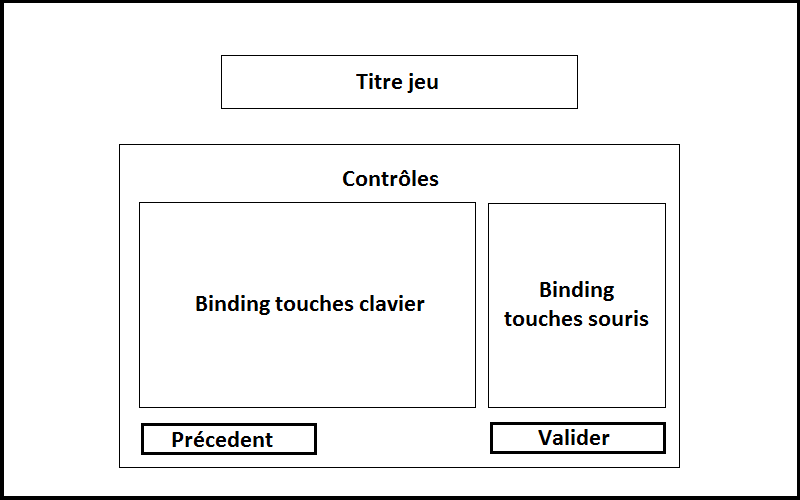 Titre jeu
Contrôles
Binding touches clavier
Binding
touches souris
Précedent
Valider